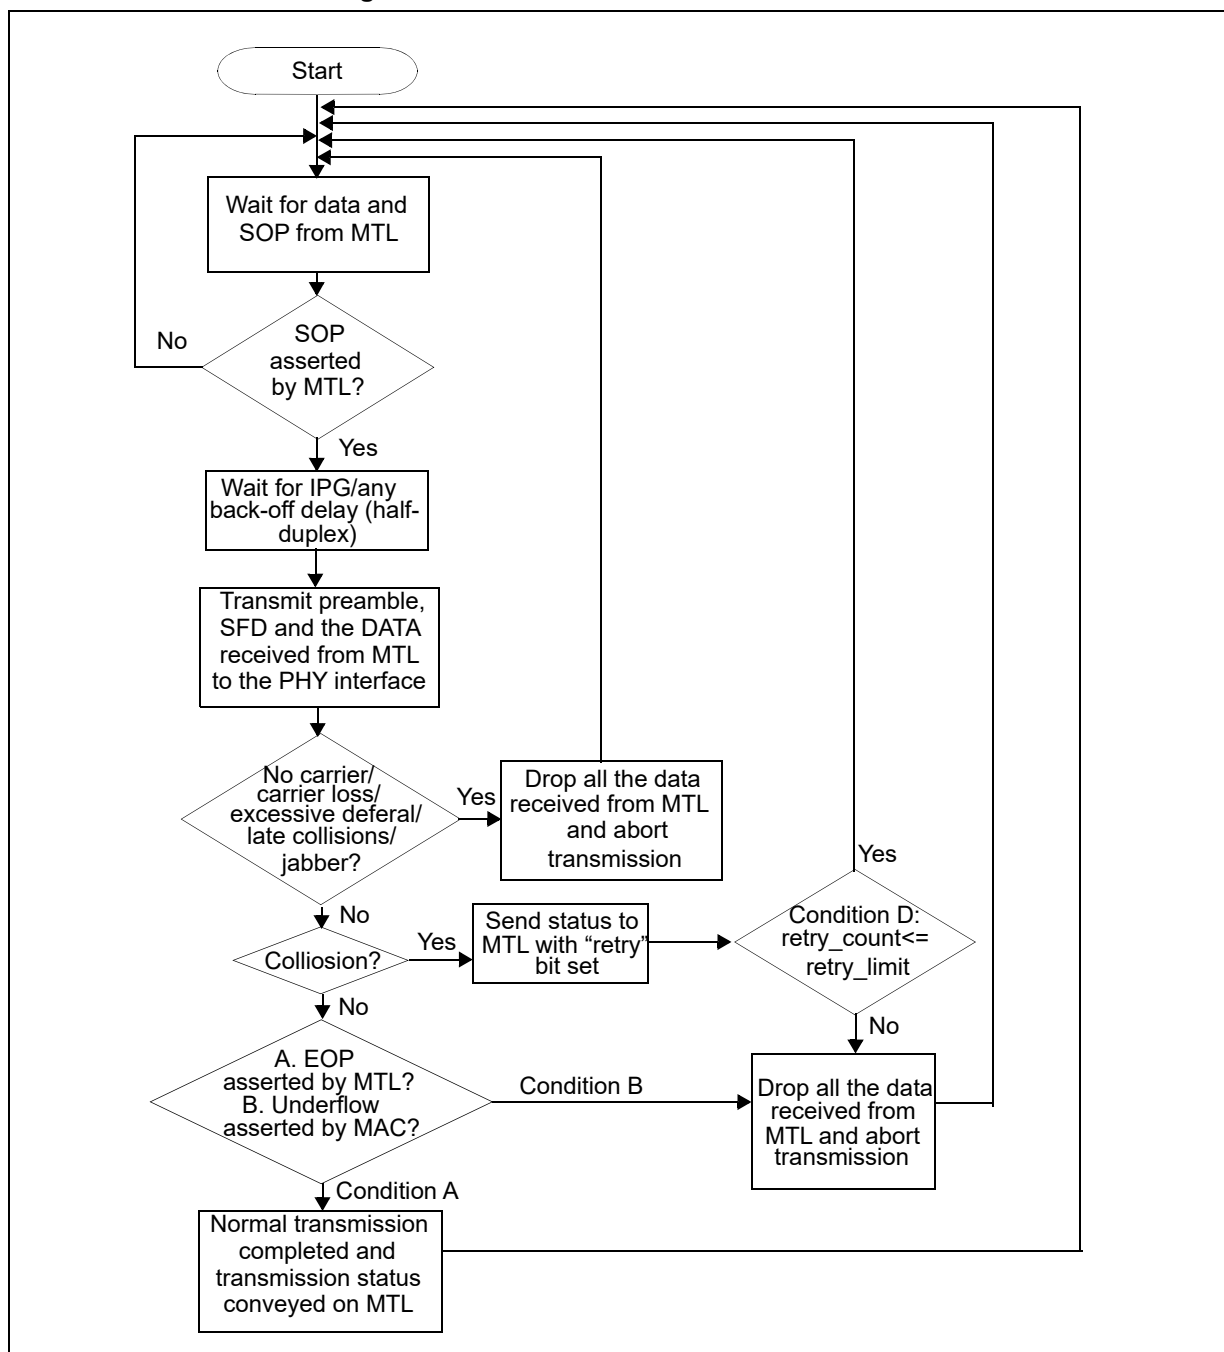 Start
Wait for data and
SOP from MTL
No
SOP
asserted
by MTL?
Yes
Wait for IPG/any
back-off delay (half-
duplex)
Transmit preamble,
SFD and the DATA
received from MTL
to the PHY interface
No carrier/
carrier loss/
excessive deferal/
late collisions/
jabber?
Yes
Drop all the data
received from MTL
and abort
transmission
No
Colliosion?
Yes
Send status to
MTL with “retry”
bit set
Yes
Condition D:
retry_count<=
retry_limit
No
No
A. EOP
asserted by MTL?
B. Underflow
asserted by MAC?
Condition B
Drop all the data
received from
MTL and abort
transmission
Condition A
Normal transmission
completed and
transmission status
conveyed on MTL